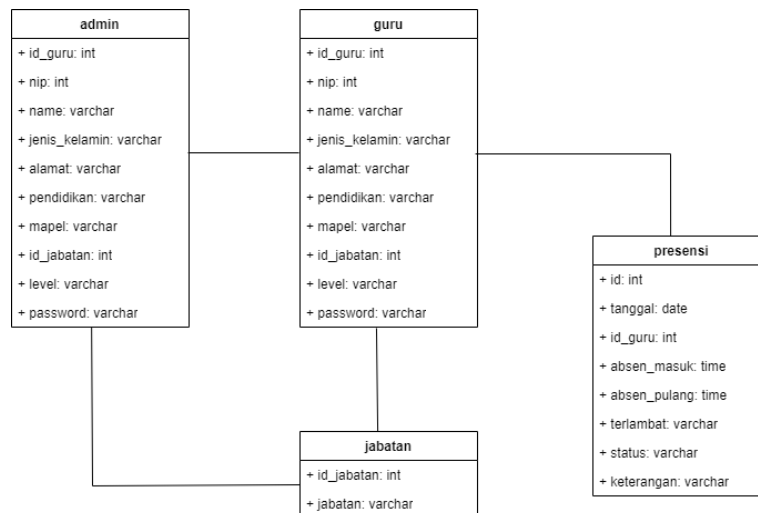 admin
+ id_guru: int
+ nip: int
+ name: varchar
+ jenis_kelamin: varchar
+ alamat: varchar
+ pendidikan: varchar
+ mapel: varchar
+ id_jabatan: int
+ level: varchar
+ password: varchar
guru
+ id_guru: int
+ nip: int
+ name: varchar
+ jenis_kelamin: varchar
+ alamat: varchar
+ pendidikan: varchar
+ mapel: varchar
+ id_jabatan: int
+ level: varchar
+ password: varchar
presensi
+ id: int
+ tanggal: date
+ id_guru: int
+ absen_masuk: time
+ absen_pulang: time
+ terlambat: varchar
+ status: varchar
+ keterangan: varchar
jabatan
+ id_jabatan: int
+ jabatan: varchar